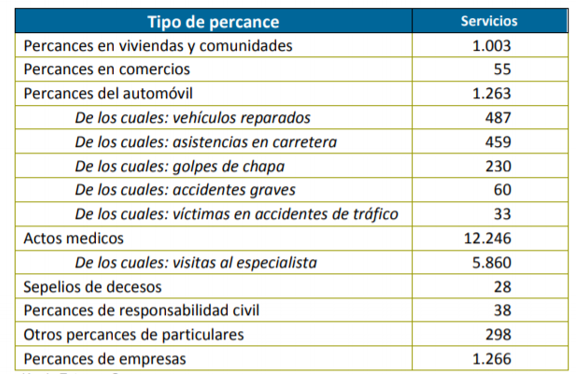 Tipo de percance Servicios
Percances en viviendas y comunidades 1.003
Percances en comercios 55
Percances del automóvil 1.263
De los cuales: vehículos reparados 487
De los cuales: asistencias en carretera 459
De los cuales: golpes de chapa 230
De los cuales: accidentes graves 60
De los cuales: víctimas en accidentes de tráfico 33
Actos medicos 12.246
De los cuales: visitas al especialista 5.860
Sepelios de decesos 28
Percances de responsabilidad civil 38
Otros percances de particulares 298
Percances de empresas 1.266